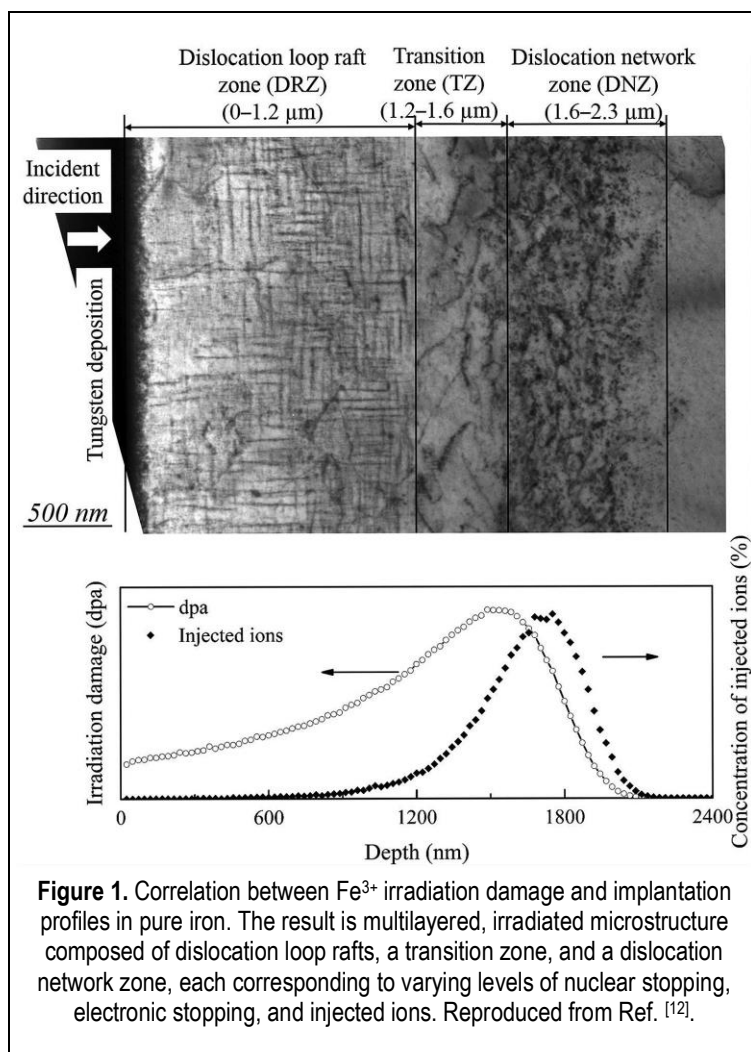 Dislocation loop raft Transition Dislocation network
zone (DRZ) zone (TZ) zone (DNZ)
(0–1.2 μm) (1.2–1.6 μm) (1.6–2.3 μm)
Incident
direction
Tungsten deposition
500 nm
Irradiation damage (dpa)
dpa
Injected ions
Concentration of injected ions (%)
0 600 1200 1800 2400
Depth (nm)
Figure 1. Correlation between Fe³⁺ irradiation damage and implantation
profiles in pure iron. The result is multilayered, irradiated microstructure
composed of dislocation loop rafts, a transition zone, and a dislocation
network zone, each corresponding to varying levels of nuclear stopping,
electronic stopping, and injected ions. Reproduced from Ref. [12].